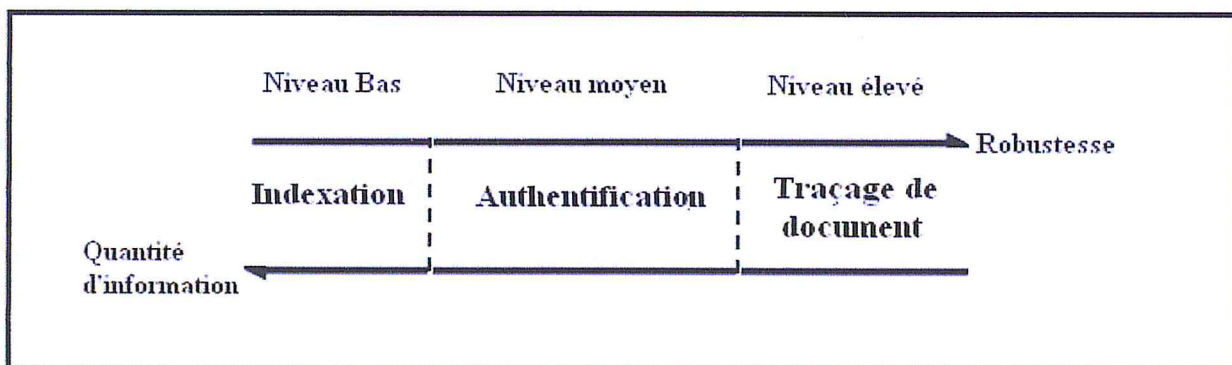 Niveau Bas Niveau moyen Niveau élevé
Robustesse
Indexation Authentification Traçage de
document
Quantité
d'information